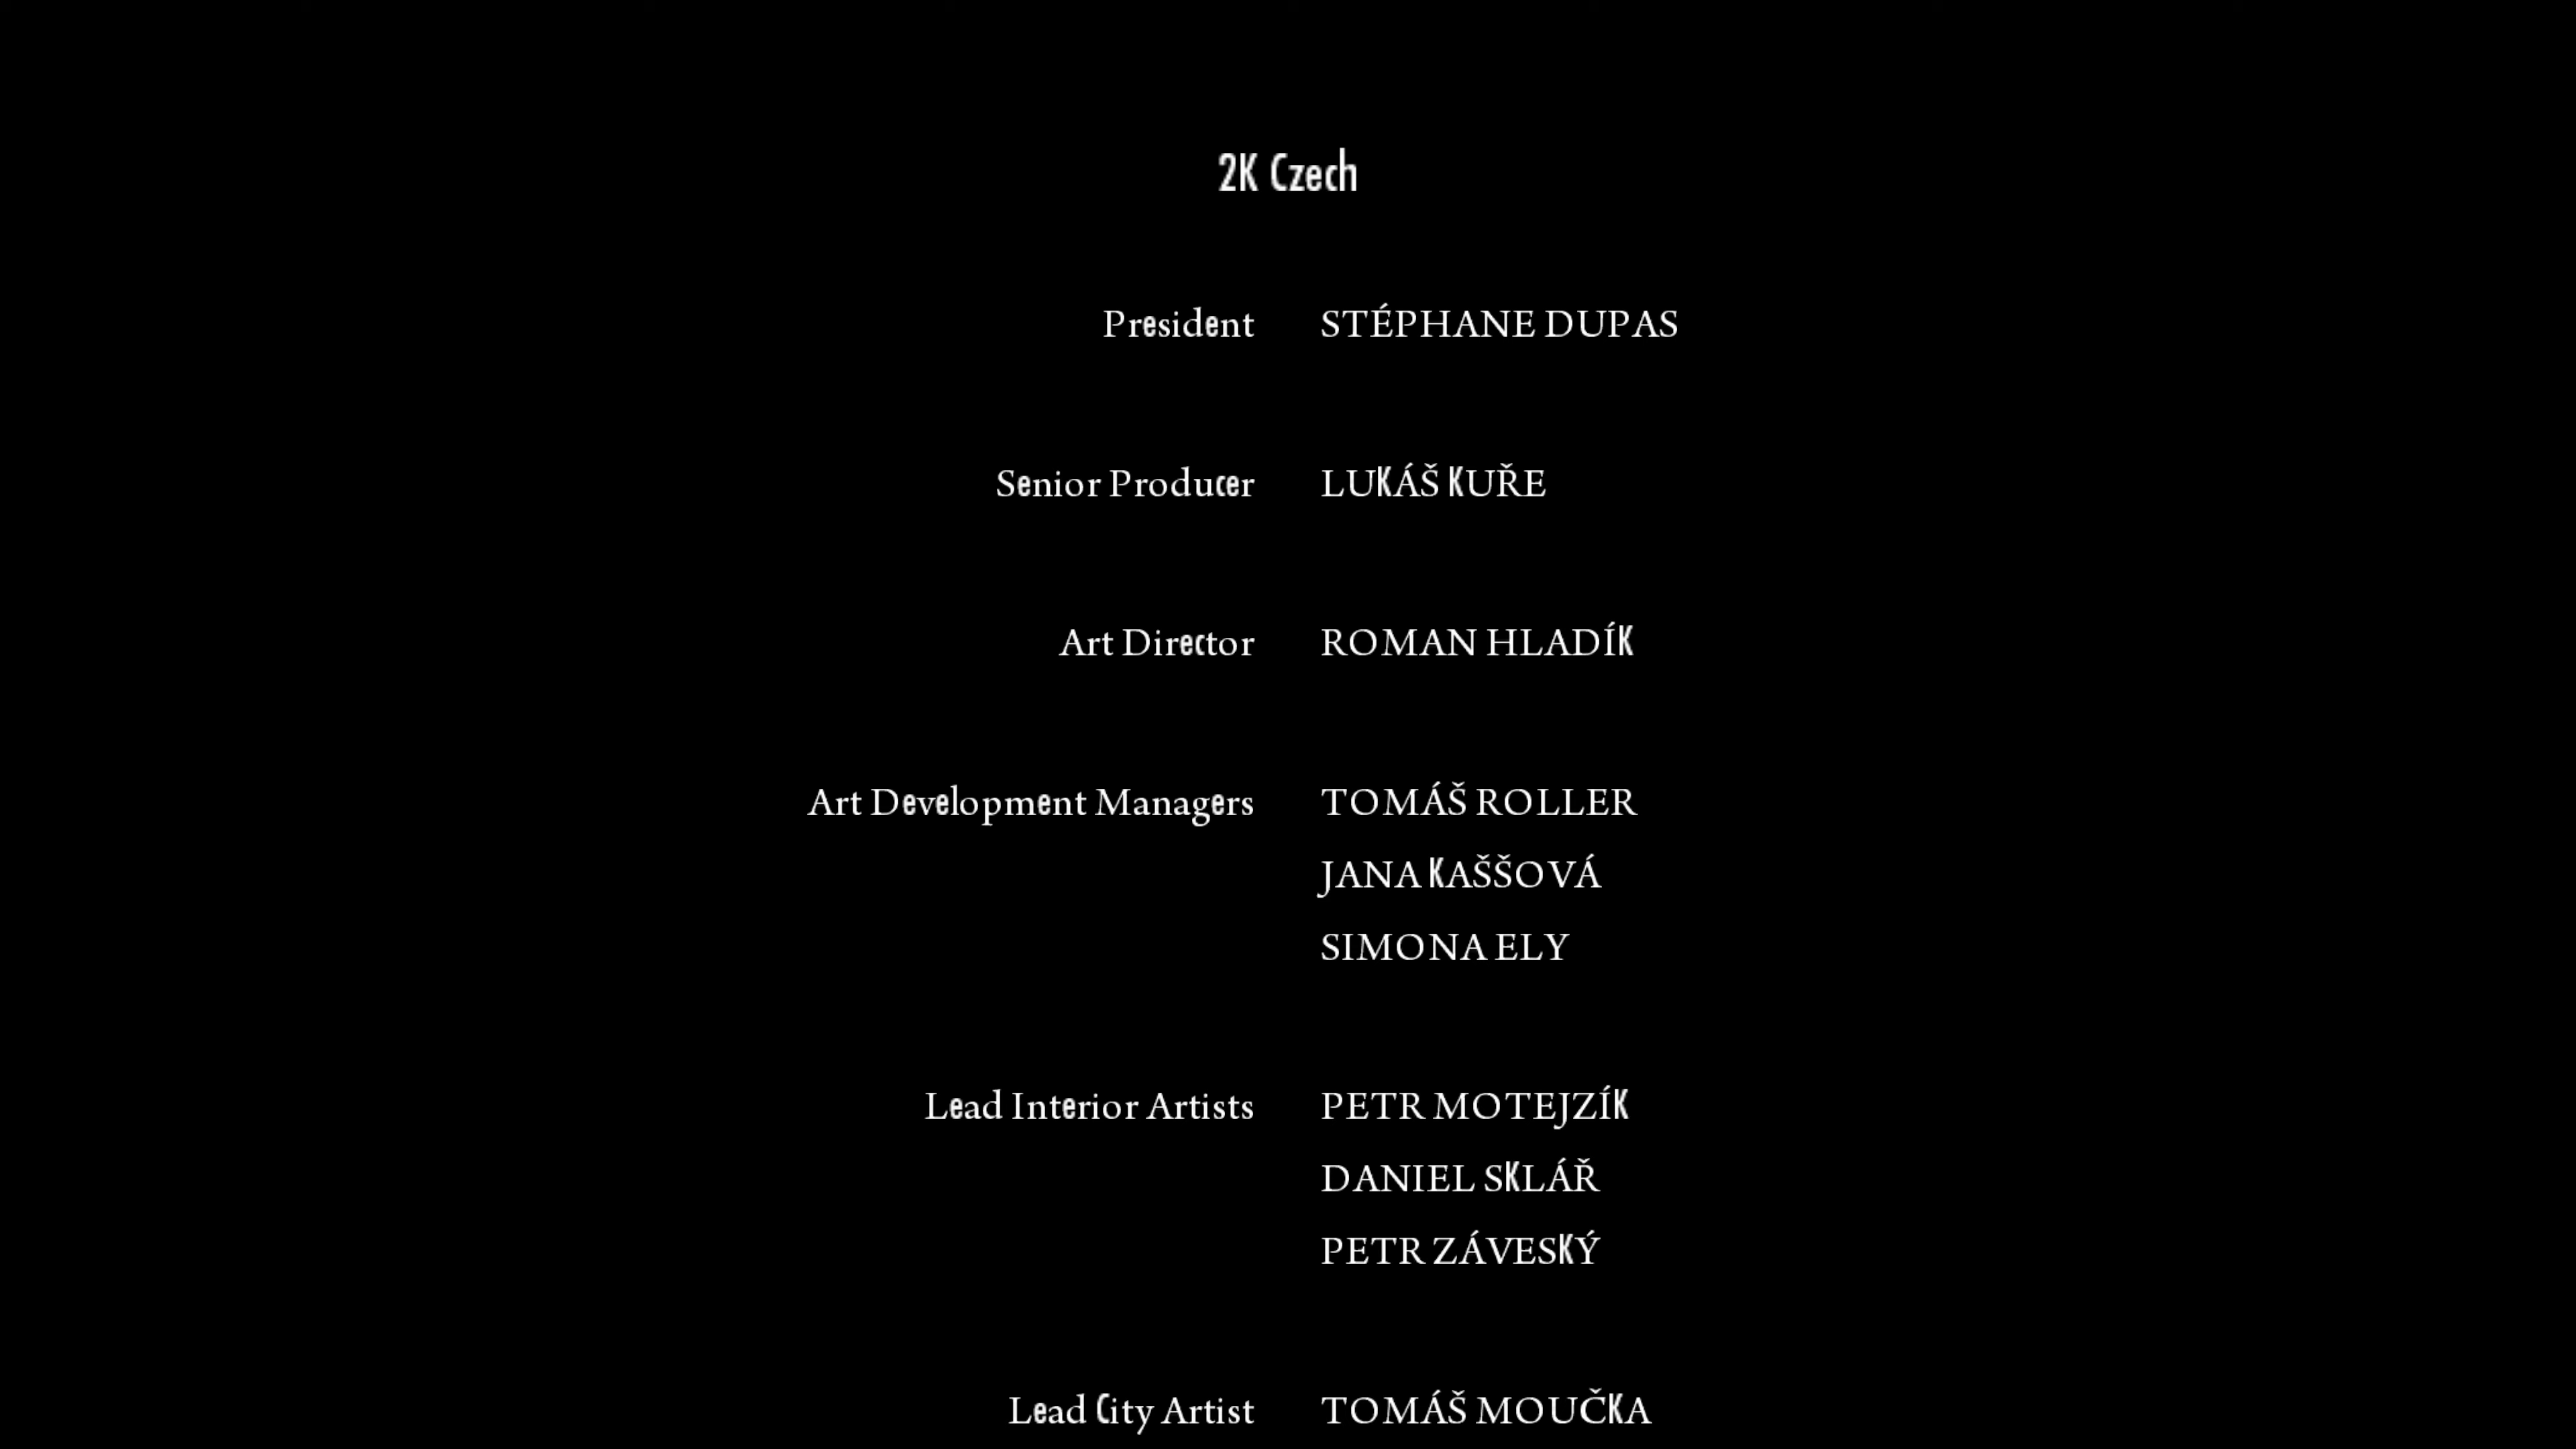 2K Czech
President STÉPHANE DUPAS
Senior Producer LUKÁŠ KUŘE
Art Director ROMAN HLADÍK
Art Development Managers TOMÁŠ ROLLER
JANA KAŠŠOVÁ
SIMONA ELY
Lead Interior Artists PETR MOTEJZÍK
DANIEL SKLÁŘ
PETR ZÁVESKÝ
Lead City Artist TOMÁŠ MOUČKA